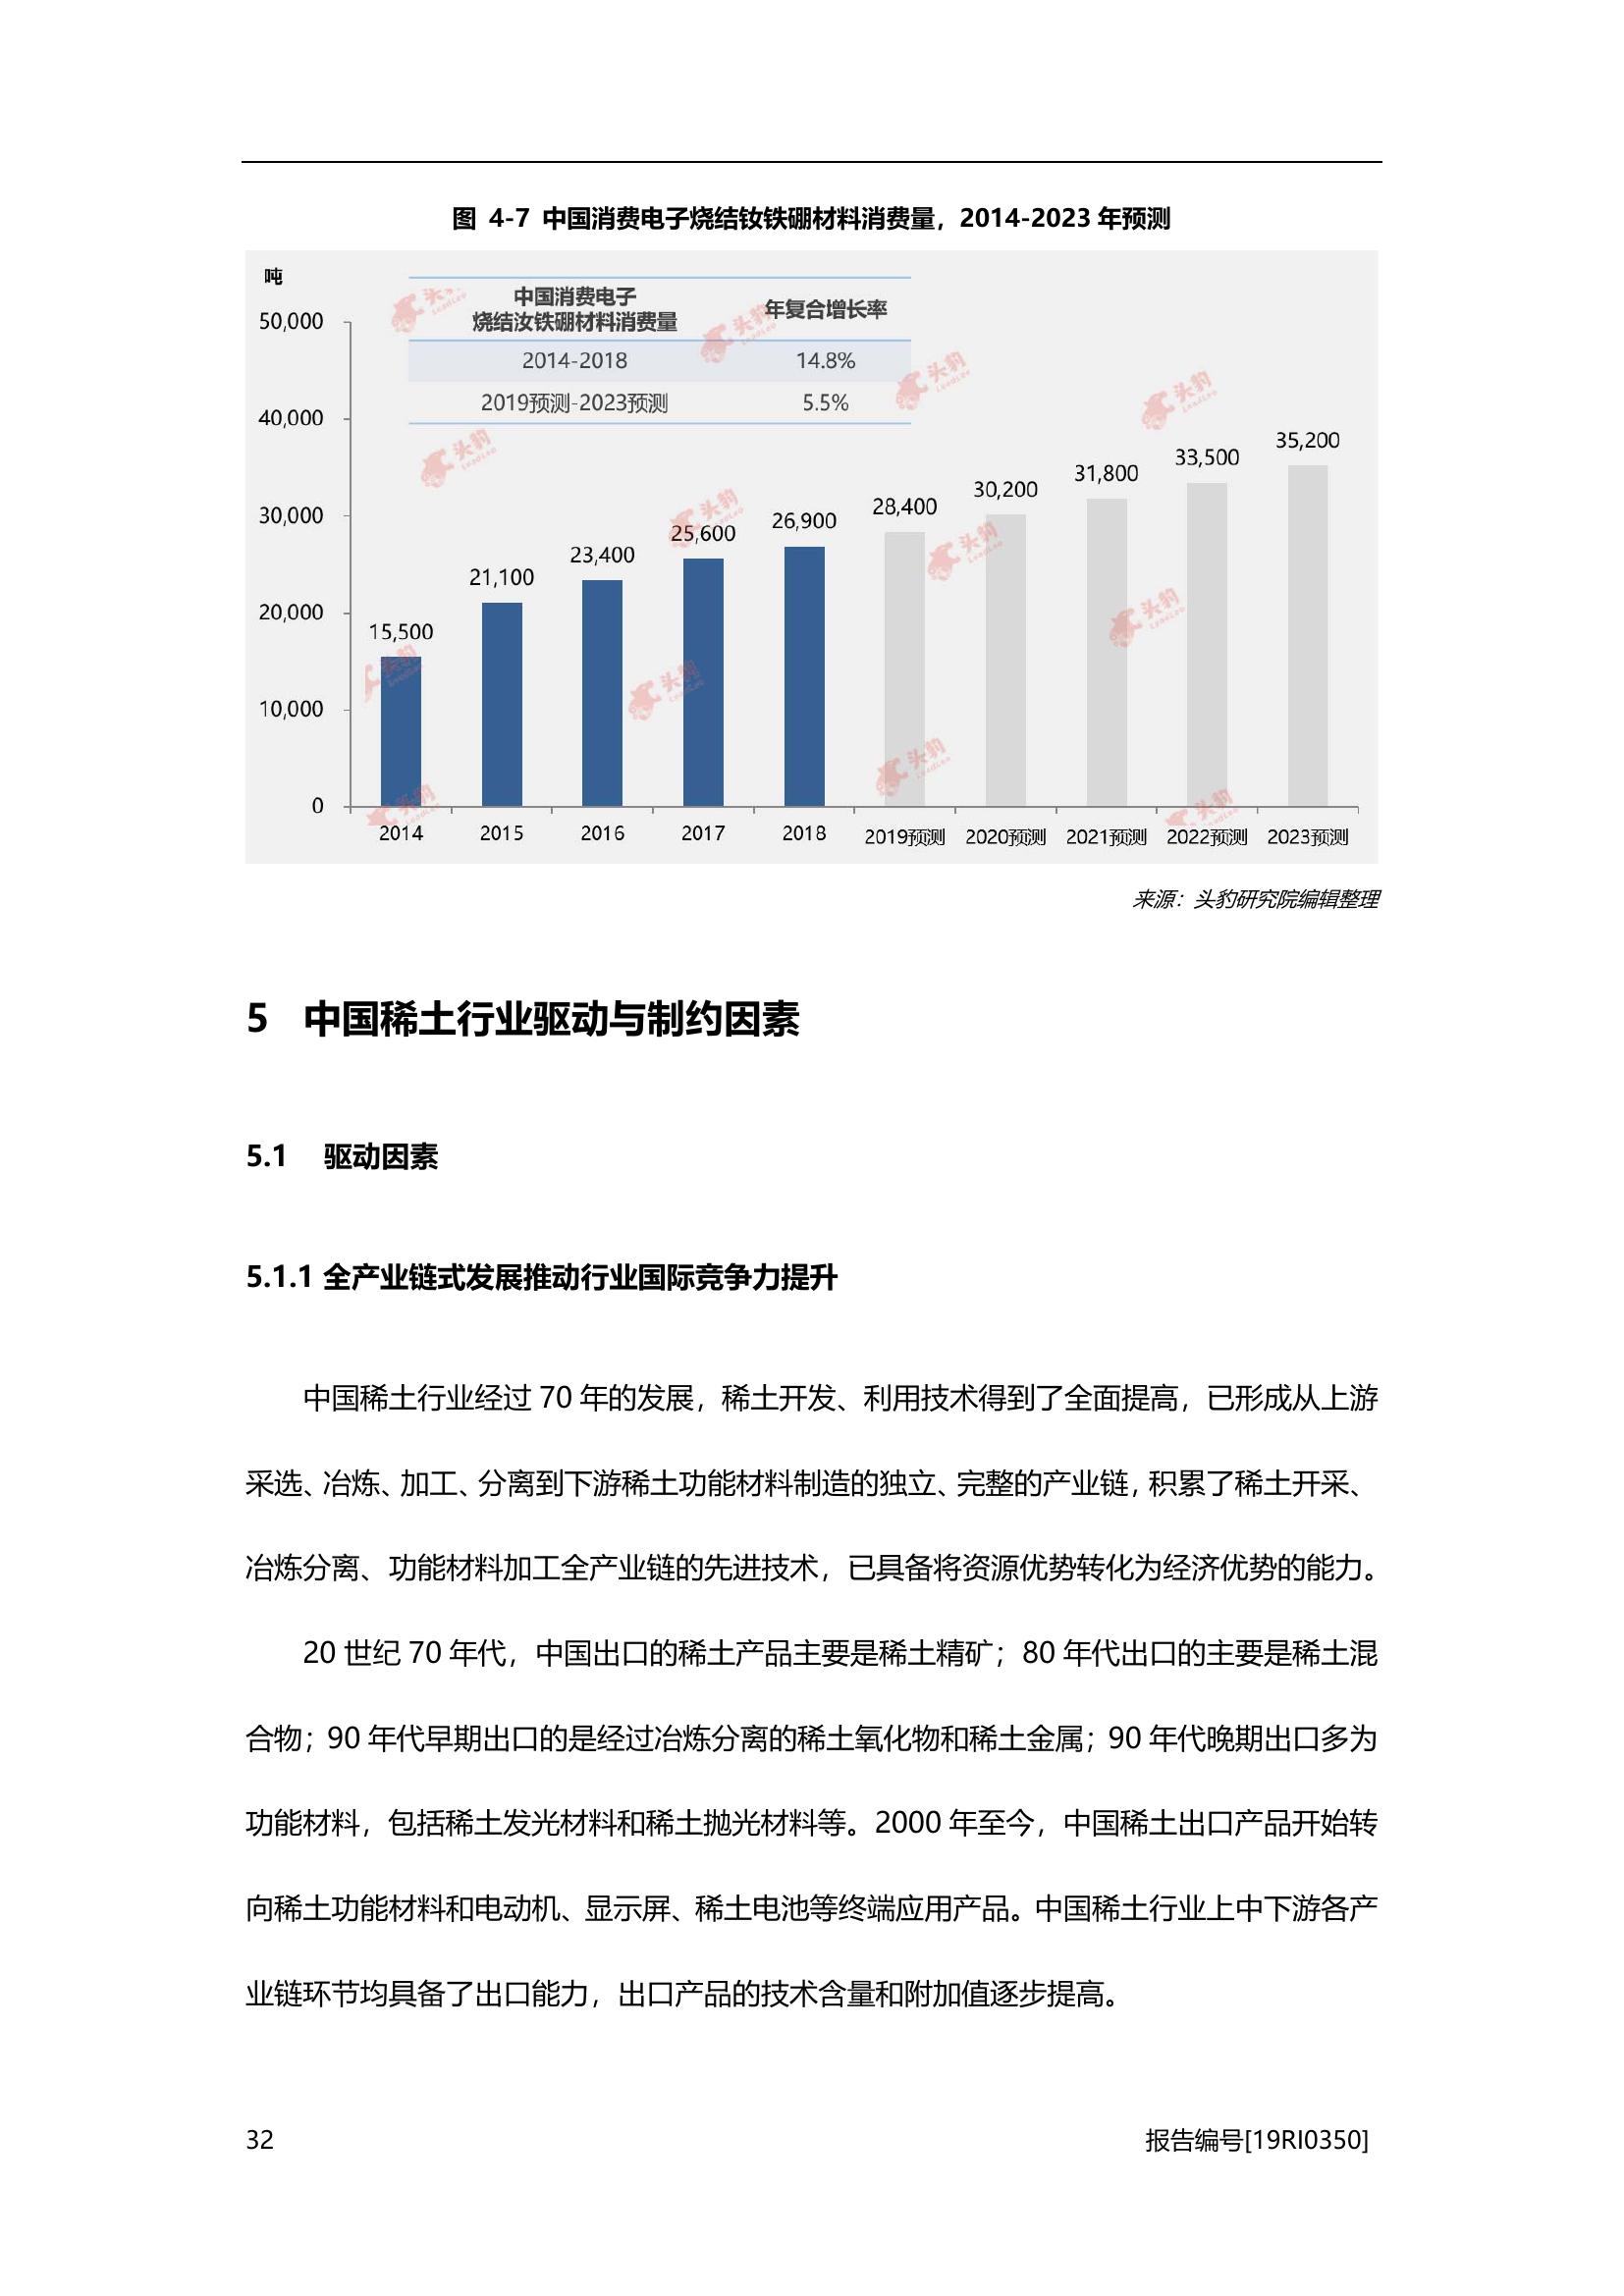 图 4-7 中国消费电子烧结钕铁硼材料消费量，2014-2023 年预测
吨
中国消费电子
烧结汝铁硼材料消费量
年复合增长率
2014-2018 14.8%
2019预测-2023预测 5.5%
50,000
40,000
30,000
20,000
10,000
0
15,500
21,100
23,400
25,600
26,900
28,400
30,200
31,800
33,500
35,200
2014 2015 2016 2017 2018 2019预测 2020预测 2021预测 2022预测 2023预测
头豹
LeadLeo
来源：头豹研究院编辑整理
5 中国稀土行业驱动与制约因素
5.1 驱动因素
5.1.1 全产业链式发展推动行业国际竞争力提升
中国稀土行业经过 70 年的发展，稀土开发、利用技术得到了全面提高，已形成从上游
采选、冶炼、加工、分离到下游稀土功能材料制造的独立、完整的产业链，积累了稀土开采、
冶炼分离、功能材料加工全产业链的先进技术，已具备将资源优势转化为经济优势的能力。
20 世纪 70 年代，中国出口的稀土产品主要是稀土精矿；80 年代出口的主要是稀土混
合物；90 年代早期出口的是经过冶炼分离的稀土氧化物和稀土金属；90 年代晚期出口多为
功能材料，包括稀土发光材料和稀土抛光材料等。2000 年至今，中国稀土出口产品开始转
向稀土功能材料和电动机、显示屏、稀土电池等终端应用产品。中国稀土行业上中下游各产
业链环节均具备了出口能力，出口产品的技术含量和附加值逐步提高。
32
报告编号[19RI0350]